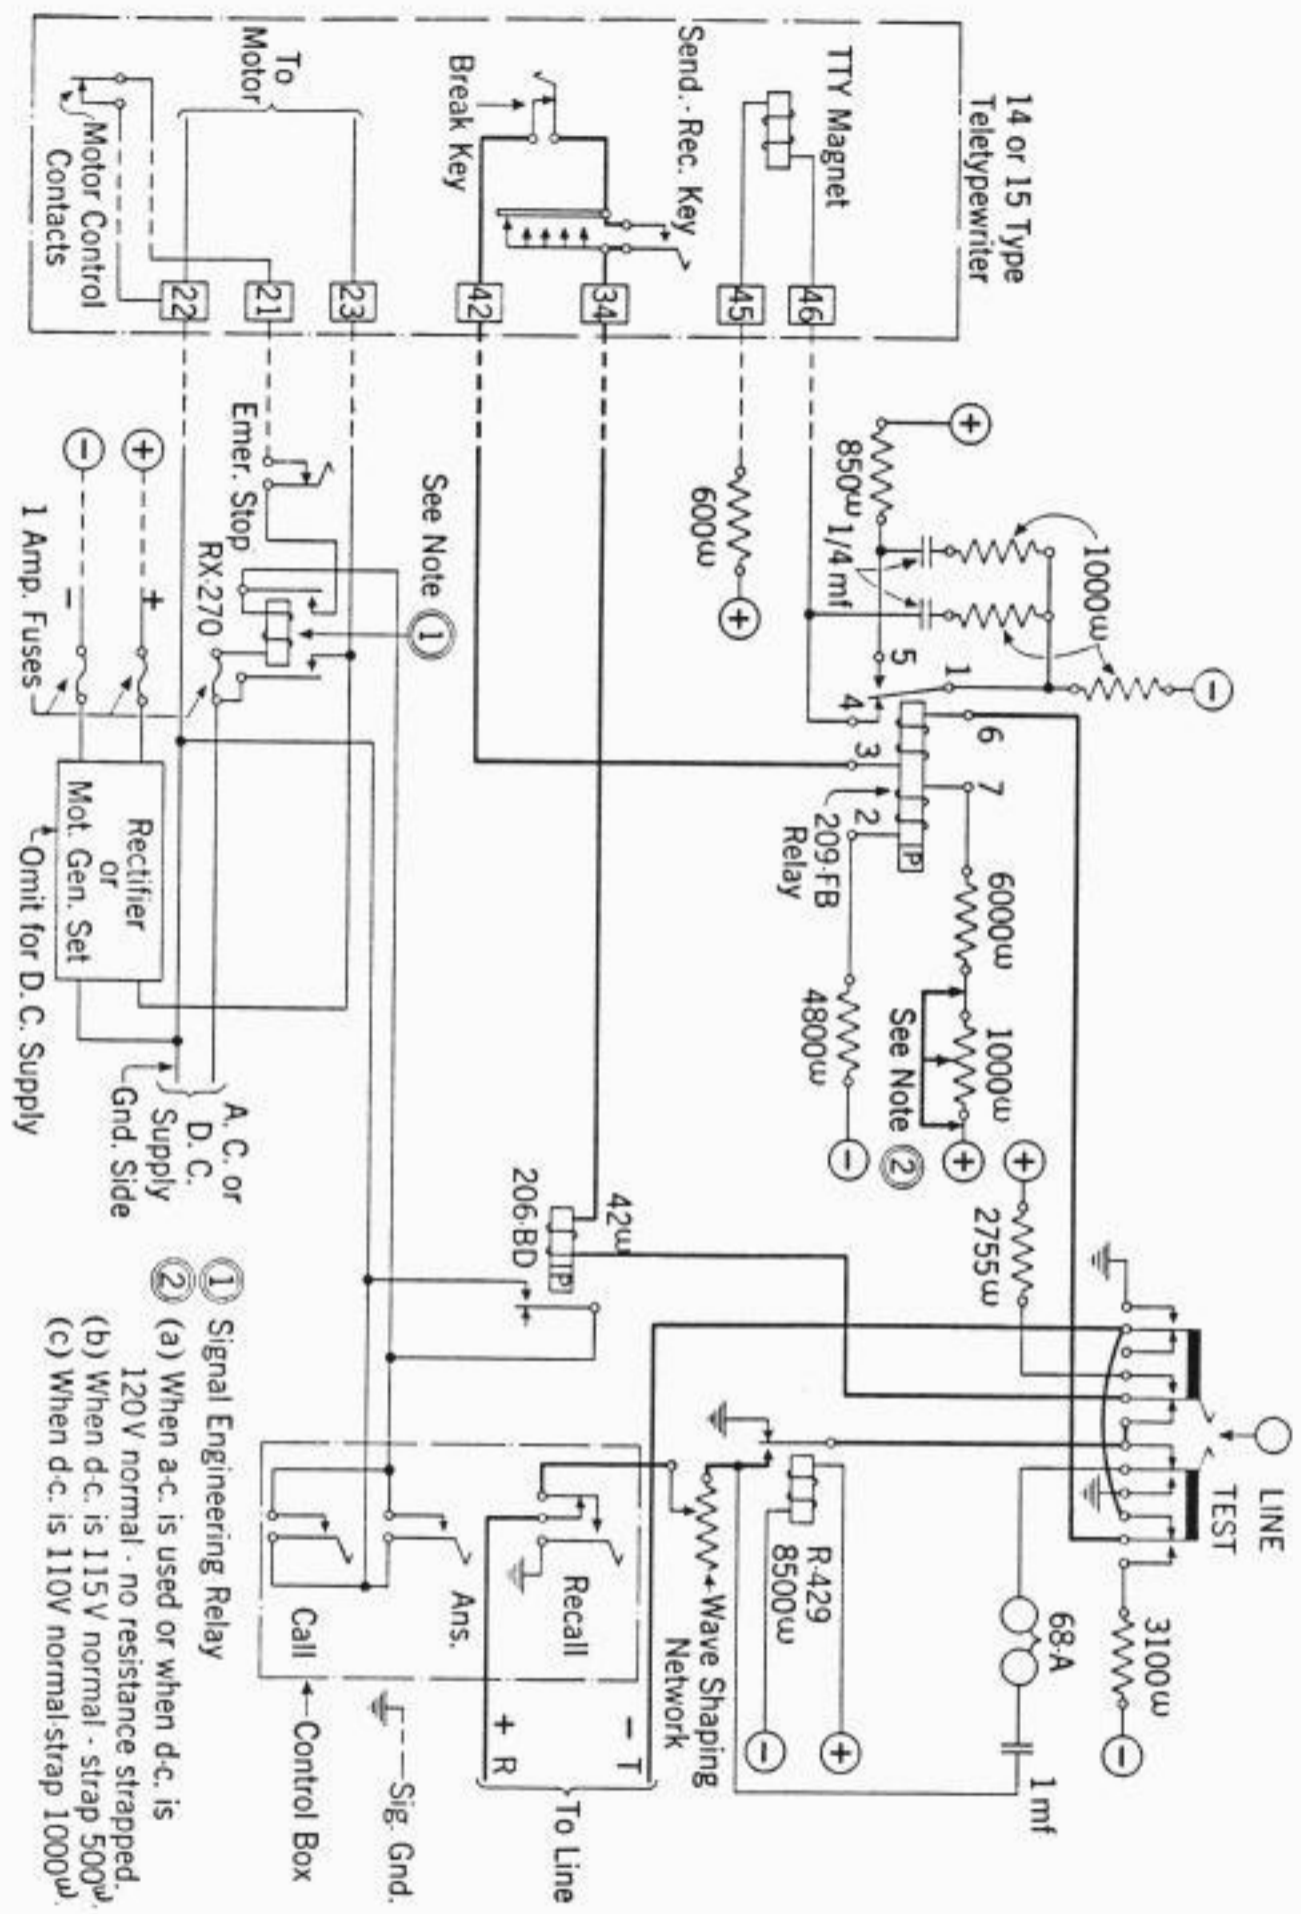 14 or 15 Type
Teletypewriter
TTY Magnet
Send.-Rec. Key
Break Key
To
Motor
Motor Control
Contacts
46
45
34
42
23
21
22
+
850ω
1/4 mf
1000ω
−
600ω
+
See Note 1
Emer. Stop
RX-270
+
−
+
−
1 Amp. Fuses
Rectifier
or
Mot. Gen. Set
Omit for D. C. Supply
5
1
4
3
2
6
7
P
209-FB
Relay
6000ω
1000ω
+
See Note 2
4800ω
−
+
2755ω
A. C. or
D. C.
Supply
Gnd. Side
42ω
206-BD
P
LINE
TEST
3100ω
−
68-A
1 mf
R-429
8500ω
+
−
Wave Shaping
Network
Recall
Ans.
Call
Control Box
− T
+ R
To Line
Sig. Gnd.
1 Signal Engineering Relay
2 (a) When a-c. is used or when d-c. is
120V normal - no resistance strapped.
(b) When d-c. is 115V normal - strap 500ω.
(c) When d-c. is 110V normal-strap 1000ω.